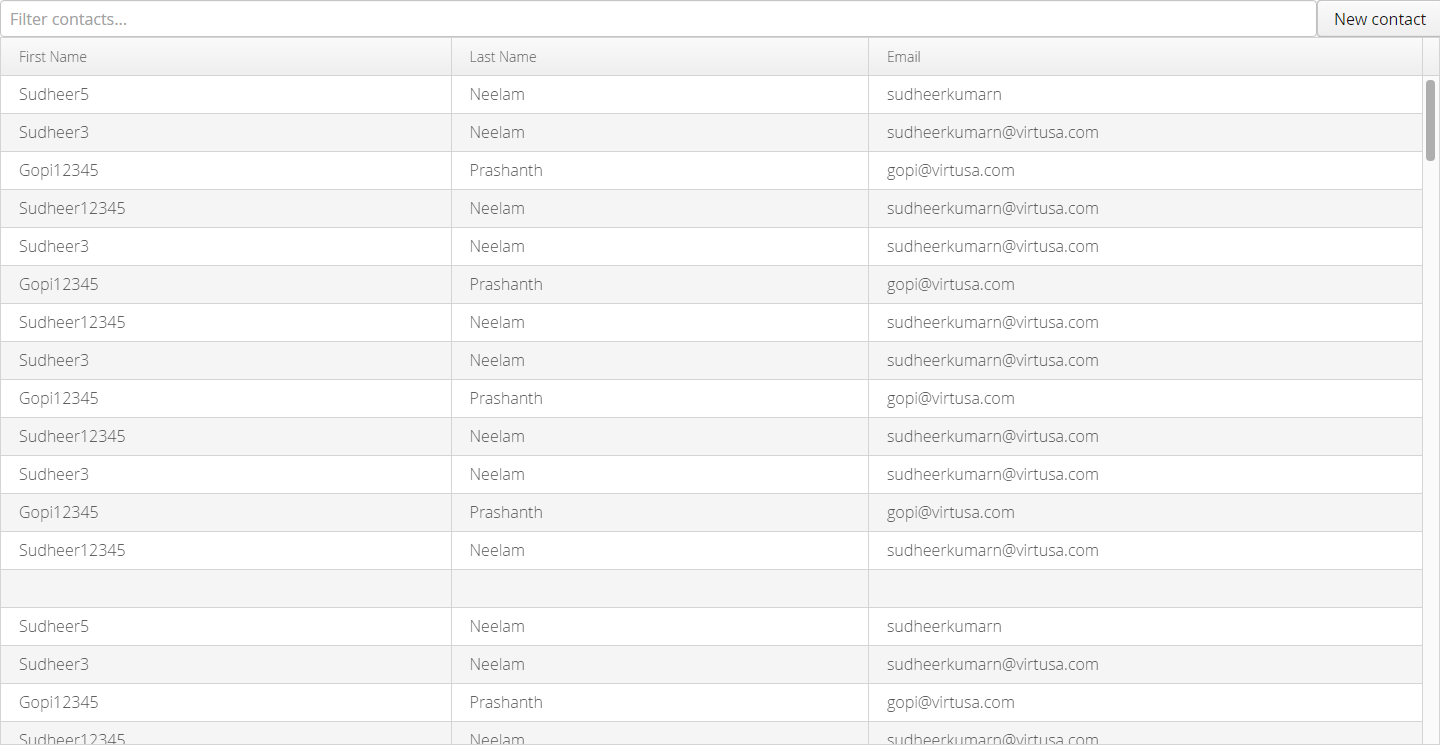 Filter contacts... New contact
First Name Last Name Email
Sudheer5 Neelam sudheerkumarn
Sudheer3 Neelam sudheerkumarn@virtusa.com
Gopi12345 Prashanth gopi@virtusa.com
Sudheer12345 Neelam sudheerkumarn@virtusa.com
Sudheer3 Neelam sudheerkumarn@virtusa.com
Gopi12345 Prashanth gopi@virtusa.com
Sudheer12345 Neelam sudheerkumarn@virtusa.com
Sudheer3 Neelam sudheerkumarn@virtusa.com
Gopi12345 Prashanth gopi@virtusa.com
Sudheer12345 Neelam sudheerkumarn@virtusa.com
Sudheer3 Neelam sudheerkumarn@virtusa.com
Gopi12345 Prashanth gopi@virtusa.com
Sudheer12345 Neelam sudheerkumarn@virtusa.com
Sudheer5 Neelam sudheerkumarn
Sudheer3 Neelam sudheerkumarn@virtusa.com
Gopi12345 Prashanth gopi@virtusa.com
Sudheer12345 Neelam sudheerkumarn@virtusa.com